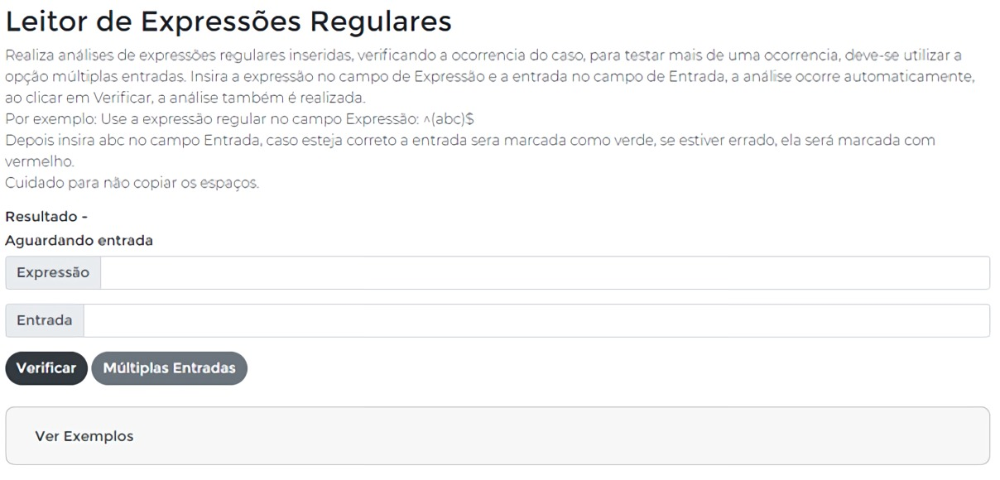 Leitor de Expressões Regulares
Realiza análises de expressões regulares inseridas, verificando a ocorrencia do caso, para testar mais de uma ocorrencia, deve-se utilizar a
opção múltiplas entradas. Insira a expressão no campo de Expressão e a entrada no campo de Entrada, a análise ocorre automaticamente,
ao clicar em Verificar, a análise também é realizada.
Por exemplo: Use a expressão regular no campo Expressão: ^(abc)$
Depois insira abc no campo Entrada, caso esteja correto a entrada sera marcada como verde, se estiver errado, ela será marcada com
vermelho.
Cuidado para não copiar os espaços.
Resultado -
Aguardando entrada
Expressão
Entrada
Verificar Múltiplas Entradas
Ver Exemplos